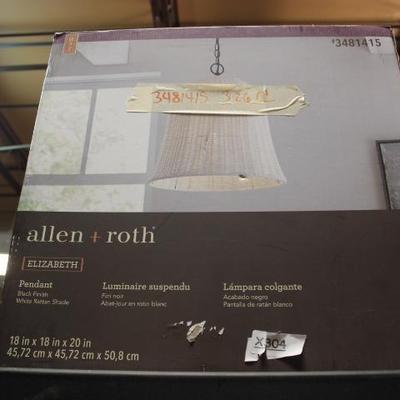 #3481415
3481415
allen + roth
ELIZABETH
Pendant
Black Finish
White Rattan Shade
Luminaire suspendu
Fini noir
Abat-jour en rotin blanc
Lámpara colgante
Acabado negro
Pantalla de ratán blanco
18 in x 18 in x 20 in
45,72 cm x 45,72 cm x 50,8 cm
X304